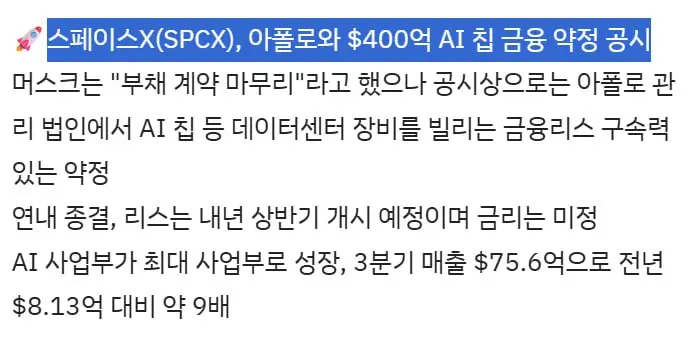 🚀스페이스X(SPCX), 아폴로와 $400억 AI 칩 금융 약정 공시
머스크는 "부채 계약 마무리"라고 했으나 공시상으로는 아폴로 관
리 법인에서 AI 칩 등 데이터센터 장비를 빌리는 금융리스 구속력
있는 약정
연내 종결, 리스는 내년 상반기 개시 예정이며 금리는 미정
AI 사업부가 최대 사업부로 성장, 3분기 매출 $75.6억으로 전년
$8.13억 대비 약 9배